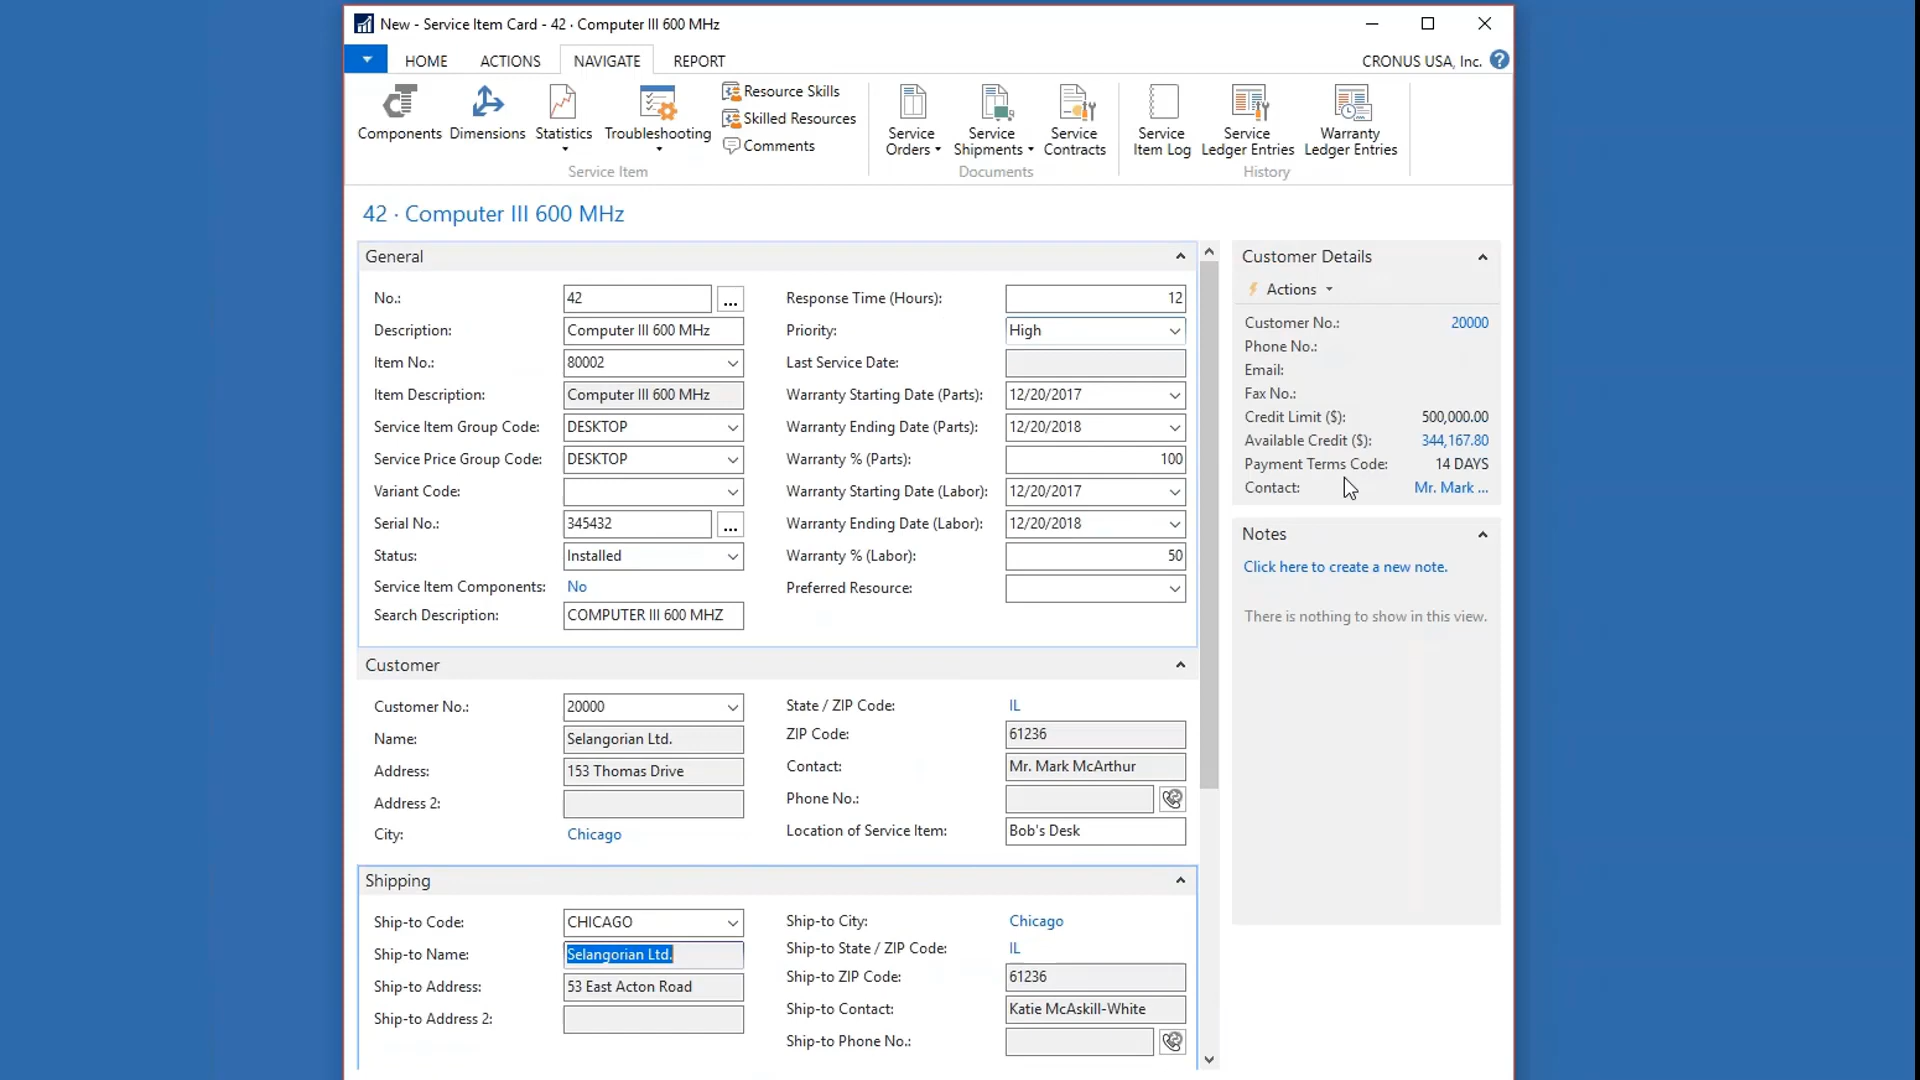 New - Service Item Card - 42 · Computer III 600 MHz
HOME ACTIONS NAVIGATE REPORT
CRONUS USA, Inc. ?
Components
Dimensions
Statistics
Troubleshooting
Resource Skills
Skilled Resources
Comments
Service Item
Service Orders
Service Shipments
Service Contracts
Documents
Service Item Log
Service Ledger Entries
Warranty Ledger Entries
History
42 · Computer III 600 MHz
General
No.: 42 ...
Description: Computer III 600 MHz
Item No.: 80002
Item Description: Computer III 600 MHz
Service Item Group Code: DESKTOP
Service Price Group Code: DESKTOP
Variant Code:
Serial No.: 345432 ...
Status: Installed
Service Item Components: No
Search Description: COMPUTER III 600 MHZ
Response Time (Hours): 12
Priority: High
Last Service Date:
Warranty Starting Date (Parts): 12/20/2017
Warranty Ending Date (Parts): 12/20/2018
Warranty % (Parts): 100
Warranty Starting Date (Labor): 12/20/2017
Warranty Ending Date (Labor): 12/20/2018
Warranty % (Labor): 50
Preferred Resource:
Customer
Customer No.: 20000
Name: Selangorian Ltd.
Address: 153 Thomas Drive
Address 2:
City: Chicago
State / ZIP Code: IL
ZIP Code: 61236
Contact: Mr. Mark McArthur
Phone No.:
Location of Service Item: Bob's Desk
Shipping
Ship-to Code: CHICAGO
Ship-to Name: Selangorian Ltd.
Ship-to Address: 53 East Acton Road
Ship-to Address 2:
Ship-to City: Chicago
Ship-to State / ZIP Code: IL
Ship-to ZIP Code: 61236
Ship-to Contact: Katie McAskill-White
Ship-to Phone No.:
Customer Details
Actions
Customer No.: 20000
Phone No.:
Email:
Fax No.:
Credit Limit ($): 500,000.00
Available Credit ($): 344,167.80
Payment Terms Code: 14 DAYS
Contact: Mr. Mark ...
Notes
Click here to create a new note.
There is nothing to show in this view.